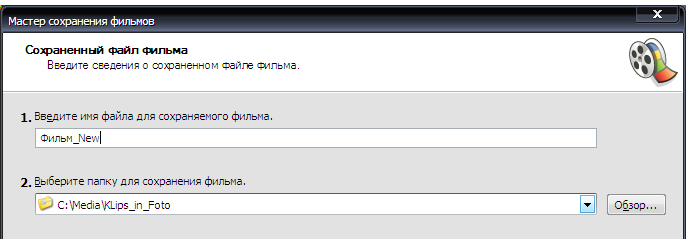 Мастер сохранения фильмов
Сохраненный файл фильма
Введите сведения о сохраненном файле фильма.
1. Введите имя файла для сохраняемого фильма.
Фильм_New
2. Выберите папку для сохранения фильма.
C:\Media\KLips_in_Foto
Обзор...